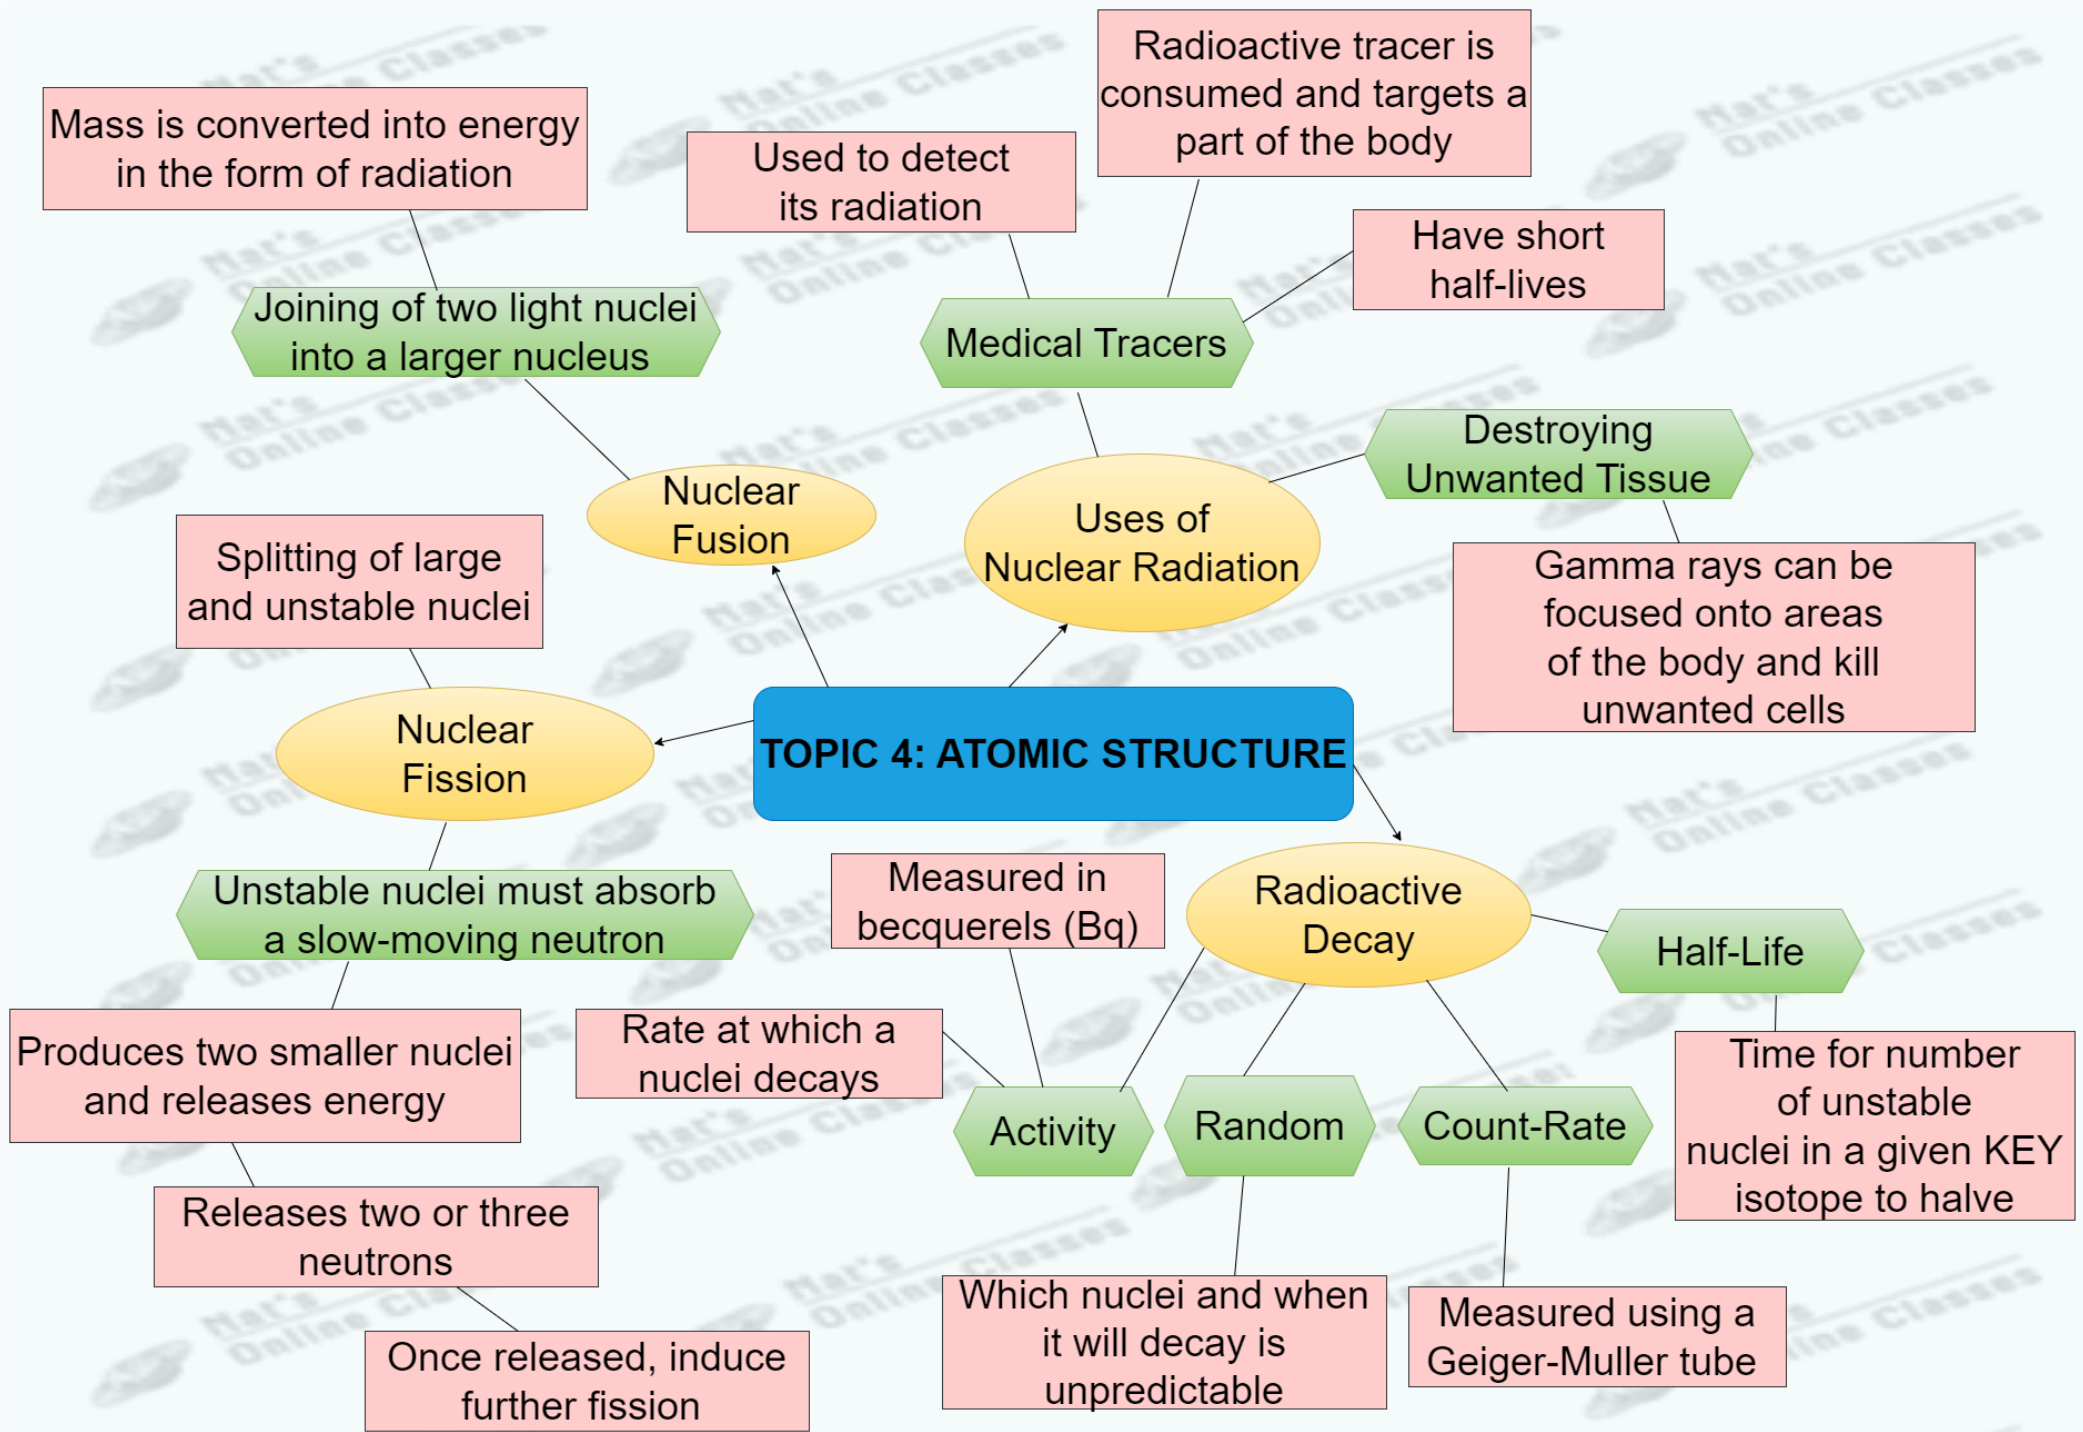 Radioactive tracer is
consumed and targets a
part of the body
Mass is converted into energy
in the form of radiation
Used to detect
its radiation
Have short
half-lives
Joining of two light nuclei
into a larger nucleus
Medical Tracers
Destroying
Unwanted Tissue
Nuclear
Fusion
Uses of
Nuclear Radiation
Splitting of large
and unstable nuclei
Gamma rays can be
focused onto areas
of the body and kill
unwanted cells
Nuclear
Fission
TOPIC 4: ATOMIC STRUCTURE
Unstable nuclei must absorb
a slow-moving neutron
Measured in
becquerels (Bq)
Radioactive
Decay
Half-Life
Produces two smaller nuclei
and releases energy
Rate at which a
nuclei decays
Activity
Random
Count-Rate
Time for number
of unstable
nuclei in a given KEY
isotope to halve
Releases two or three
neutrons
Which nuclei and when
it will decay is
unpredictable
Measured using a
Geiger-Muller tube
Once released, induce
further fission
Nat's
Online Classes